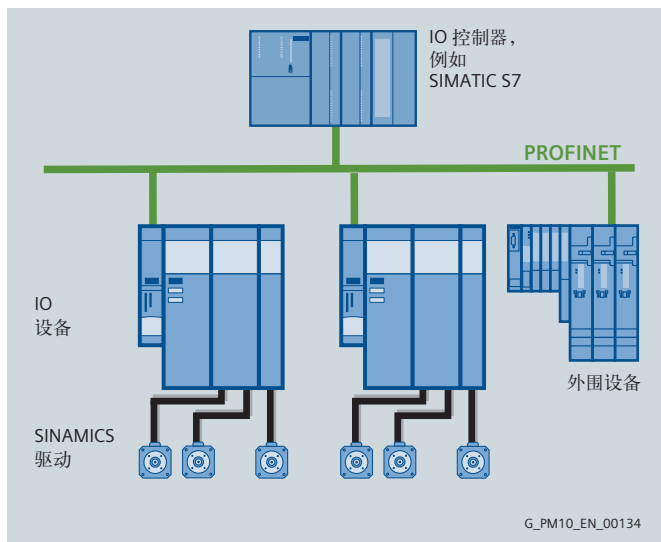 IO 控制器，
例如
SIMATIC S7
PROFINET
IO
设备
外围设备
SINAMICS
驱动
G_PM10_EN_00134